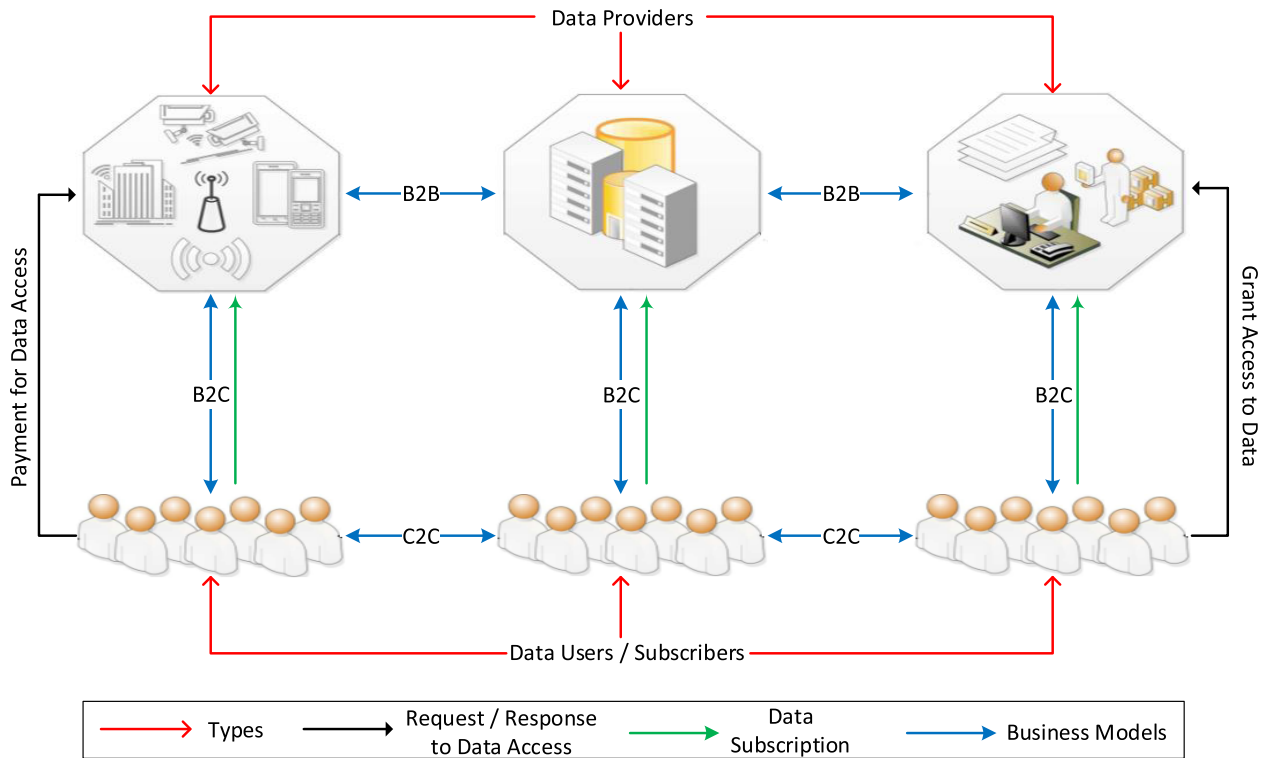 Data Providers
B2B
B2B
Payment for Data Access
Grant Access to Data
B2C
B2C
B2C
C2C
C2C
Data Users / Subscribers
Types
Request / Response
to Data Access
Data
Subscription
Business Models